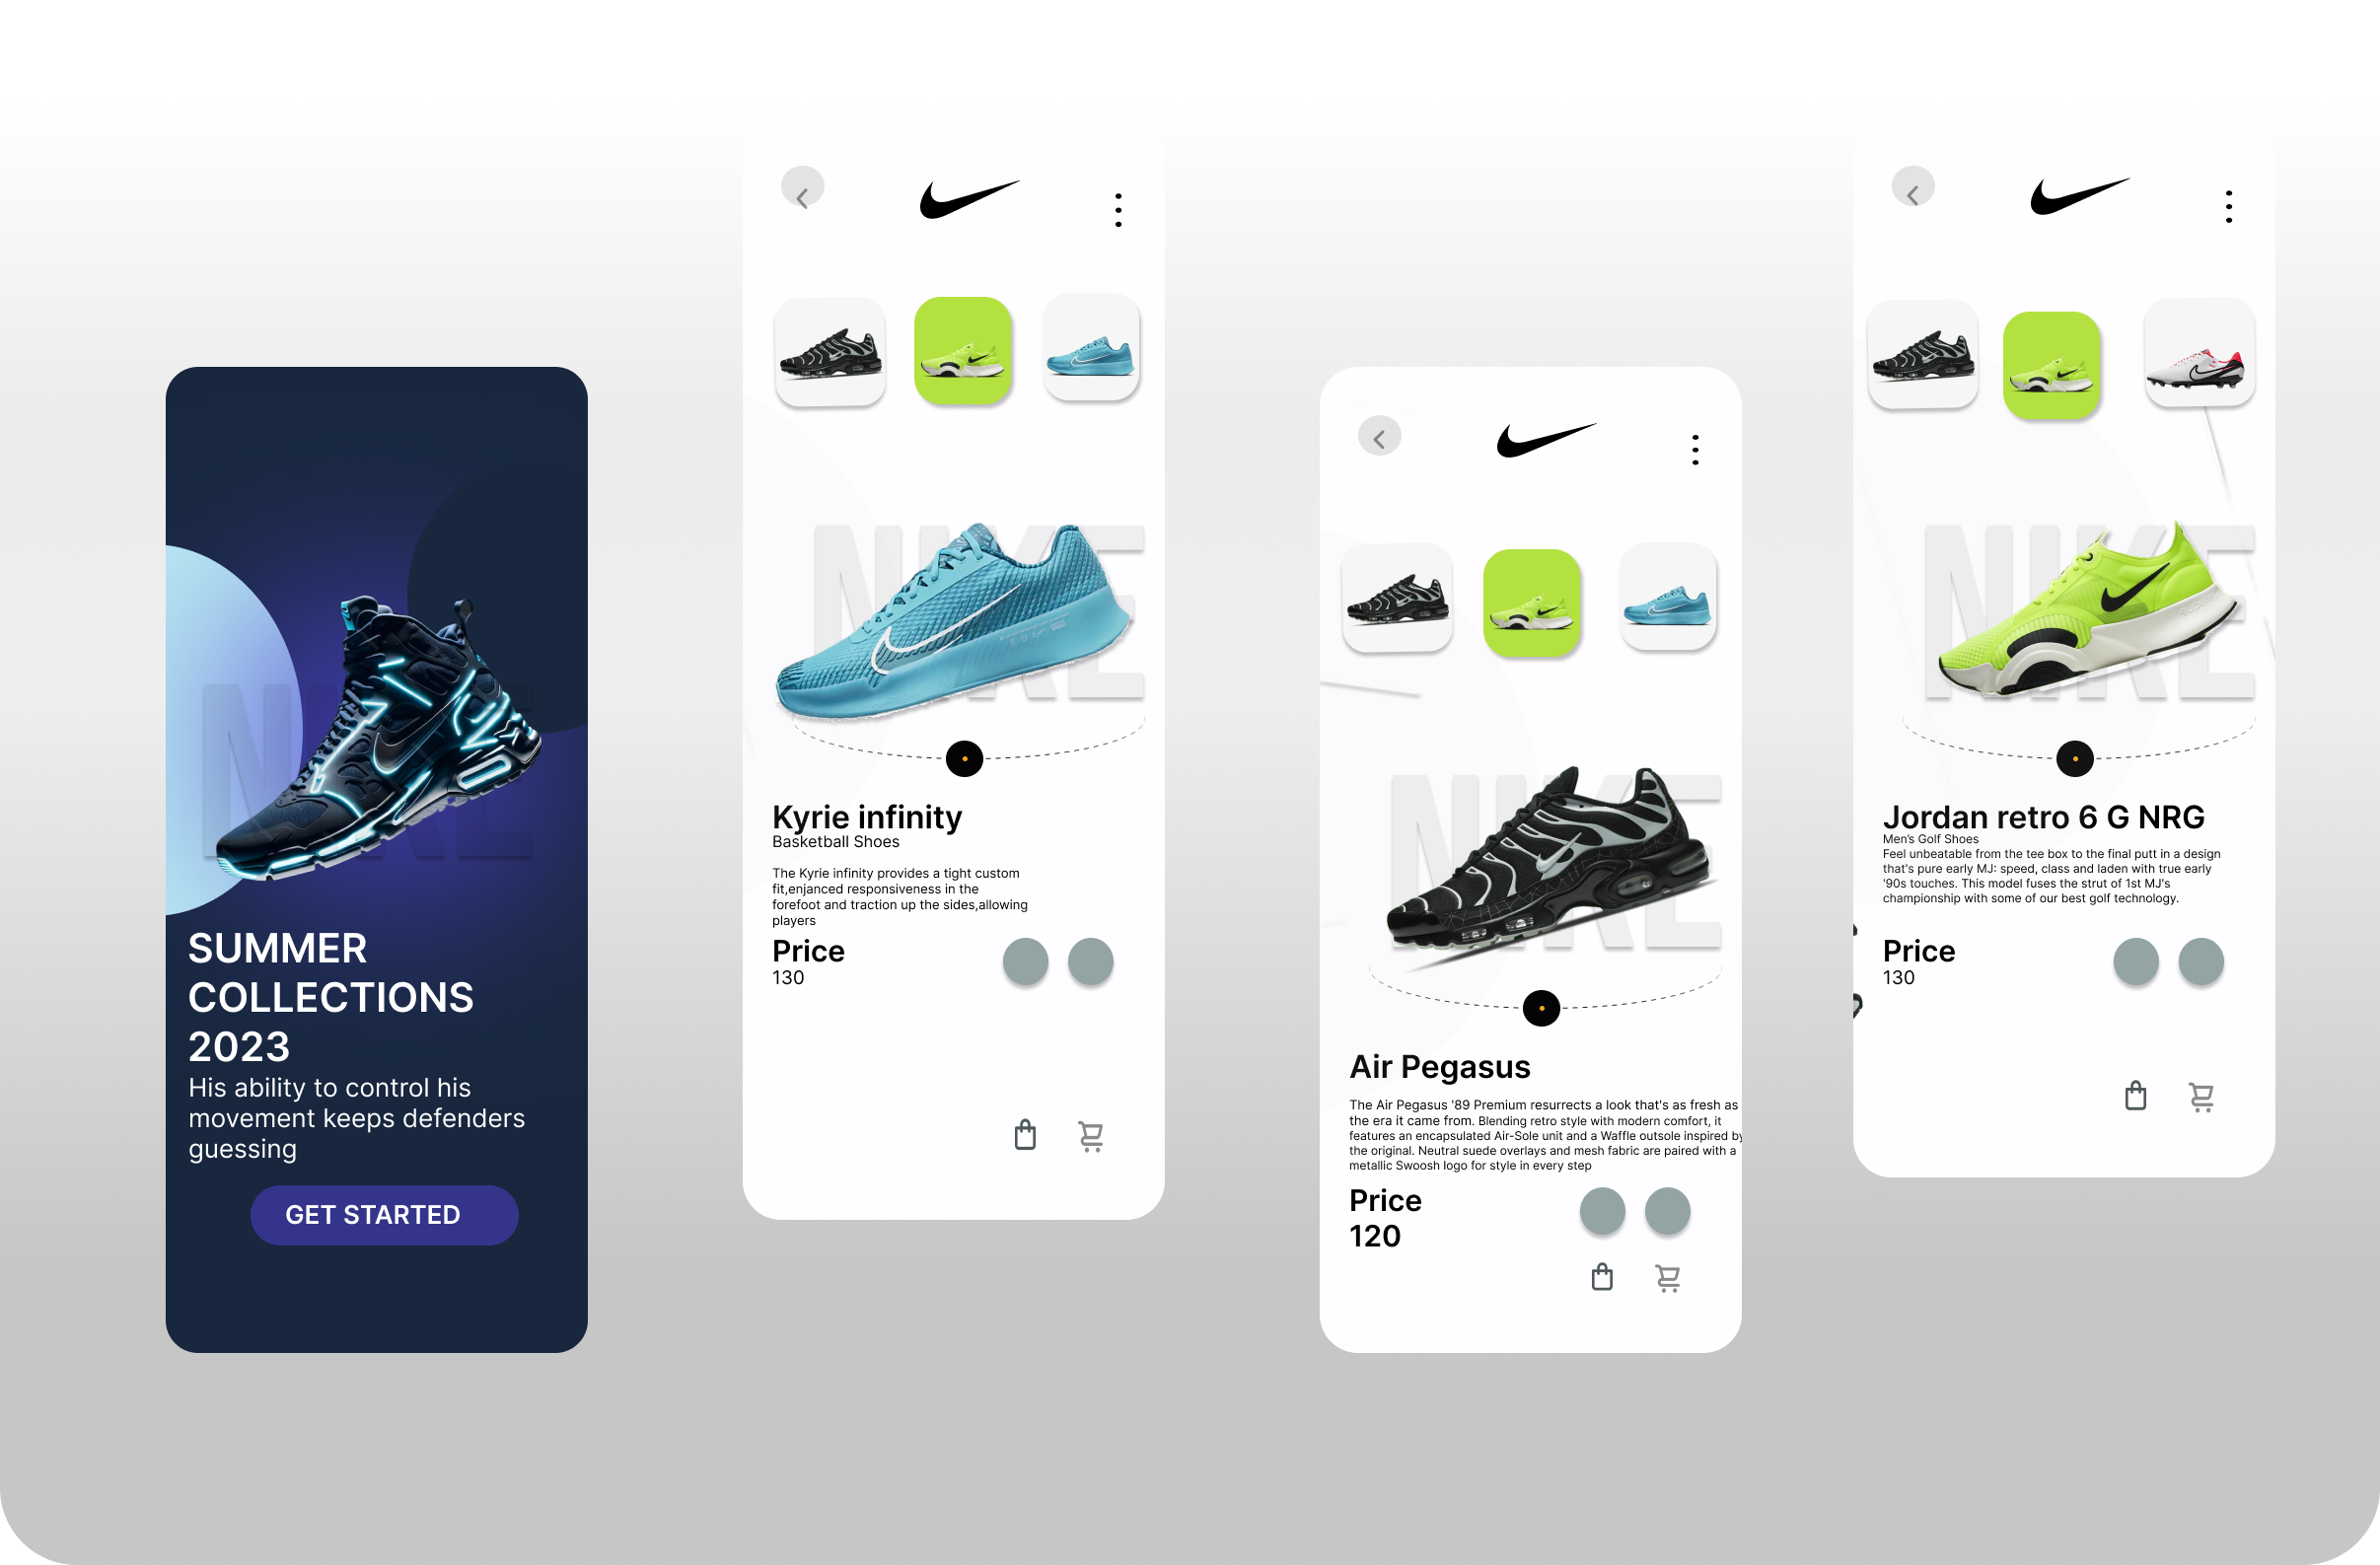 NIKE
SUMMER
COLLECTIONS
2023
His ability to control his
movement keeps defenders
guessing
GET STARTED
NIKE
Kyrie infinity
Basketball Shoes
The Kyrie infinity provides a tight custom
fit,enjanced responsiveness in the
forefoot and traction up the sides,allowing
players
Price
130
NIKE
Air Pegasus
The Air Pegasus '89 Premium resurrects a look that's as fresh as
the era it came from. Blending retro style with modern comfort, it
features an encapsulated Air-Sole unit and a Waffle outsole inspired by
the original. Neutral suede overlays and mesh fabric are paired with a
metallic Swoosh logo for style in every step
Price
120
NIKE
Jordan retro 6 G NRG
Men's Golf Shoes
Feel unbeatable from the tee box to the final putt in a design
that's pure early MJ: speed, class and laden with true early
'90s touches. This model fuses the strut of 1st MJ's
championship with some of our best golf technology.
Price
130